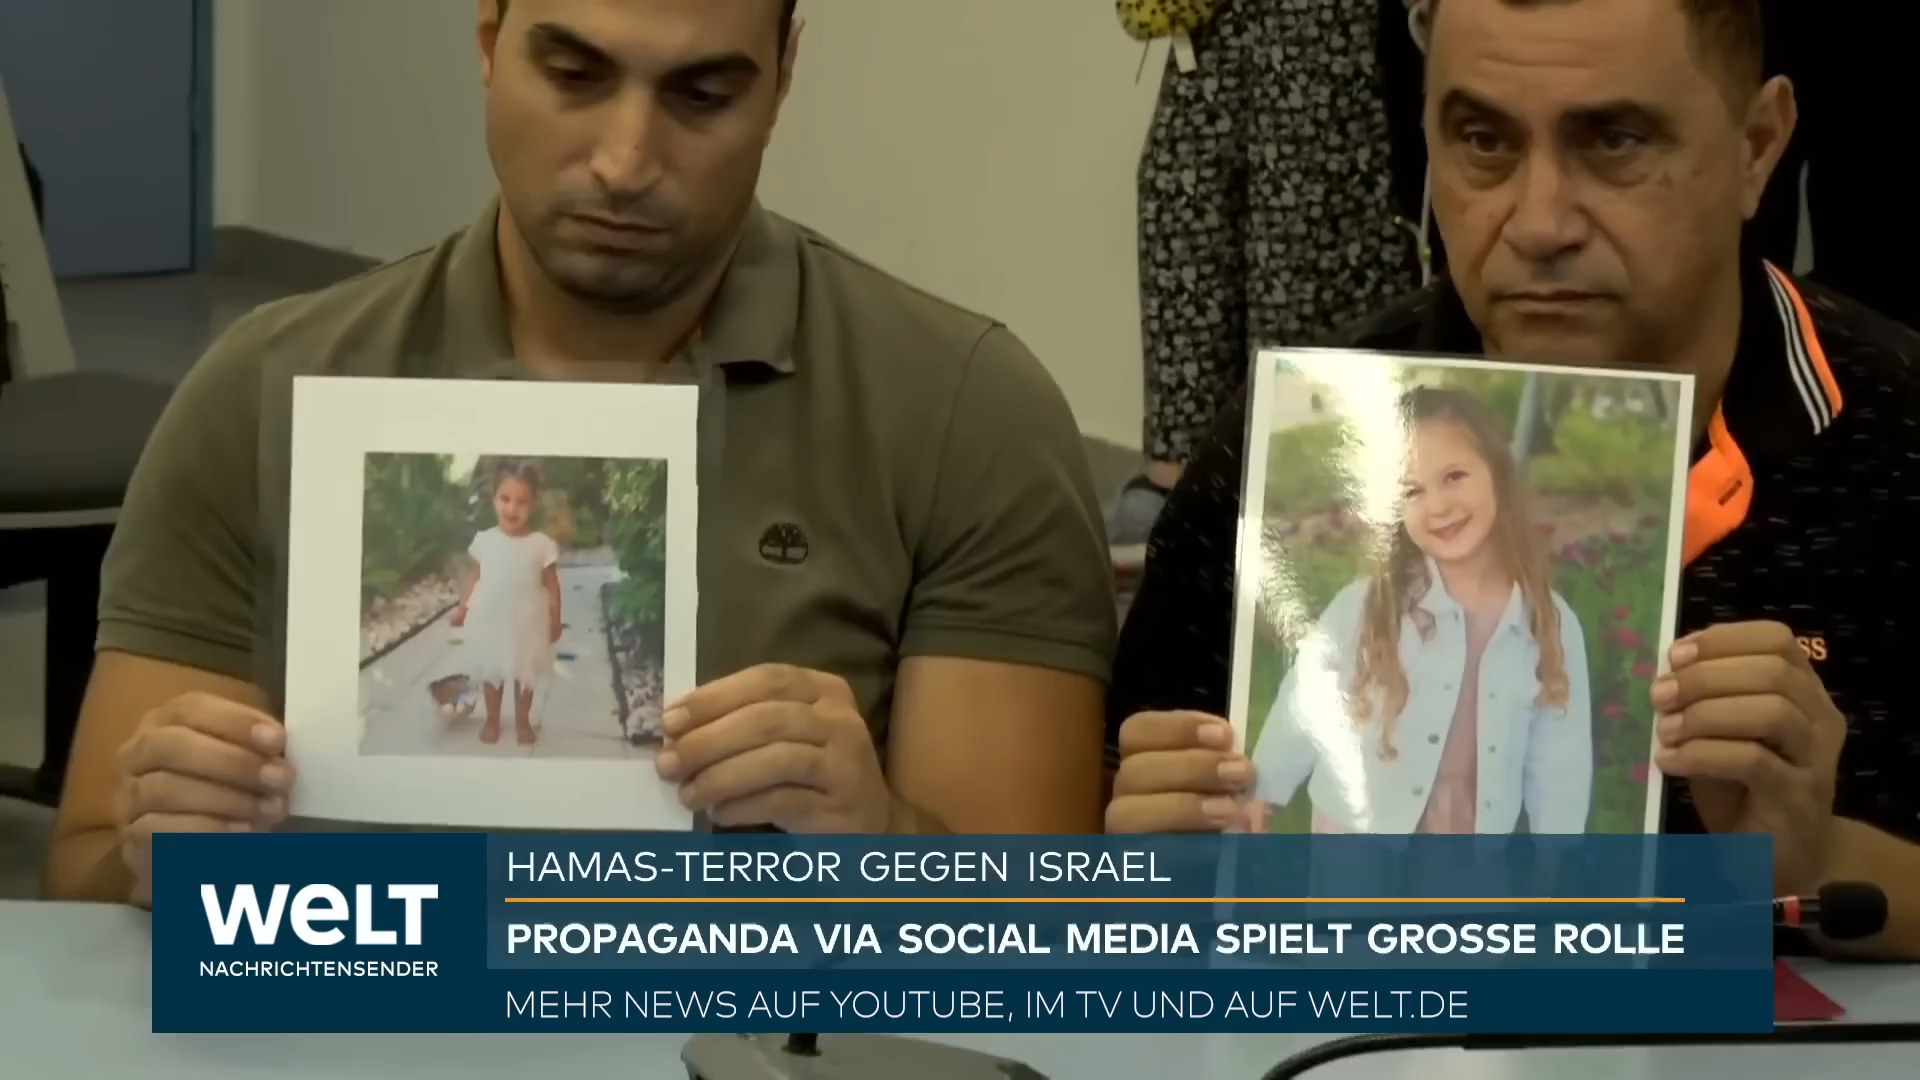 SS
HAMAS-TERROR GEGEN ISRAEL
WELT
NACHRICHTENSENDER
PROPAGANDA VIA SOCIAL MEDIA SPIELT GROSSE ROLLE
MEHR NEWS AUF YOUTUBE, IM TV UND AUF WELT.DE